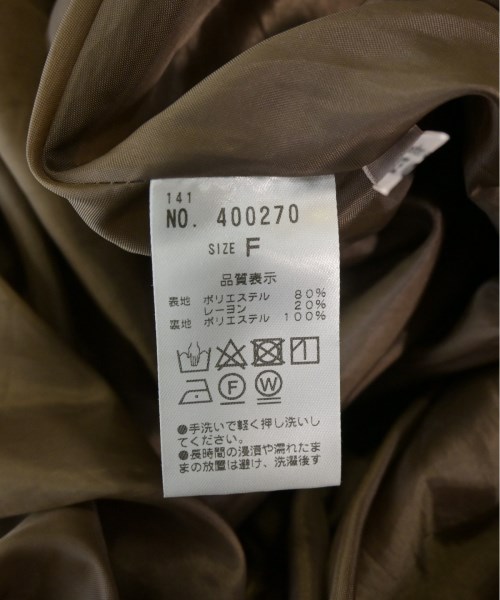 141
NO. 400270
SIZE F
品質表示
表地 ポリエステル 80%
レーヨン 20%
裏地 ポリエステル 100%
F W
●手洗いで軽く押し洗いし
てください。
●長時間の浸漬や濡れたま
まの放置は避け、洗濯後す